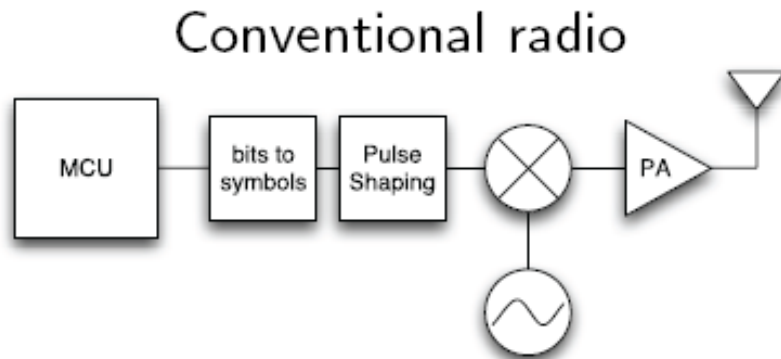 Conventional radio
MCU
bits to
symbols
Pulse
Shaping
PA